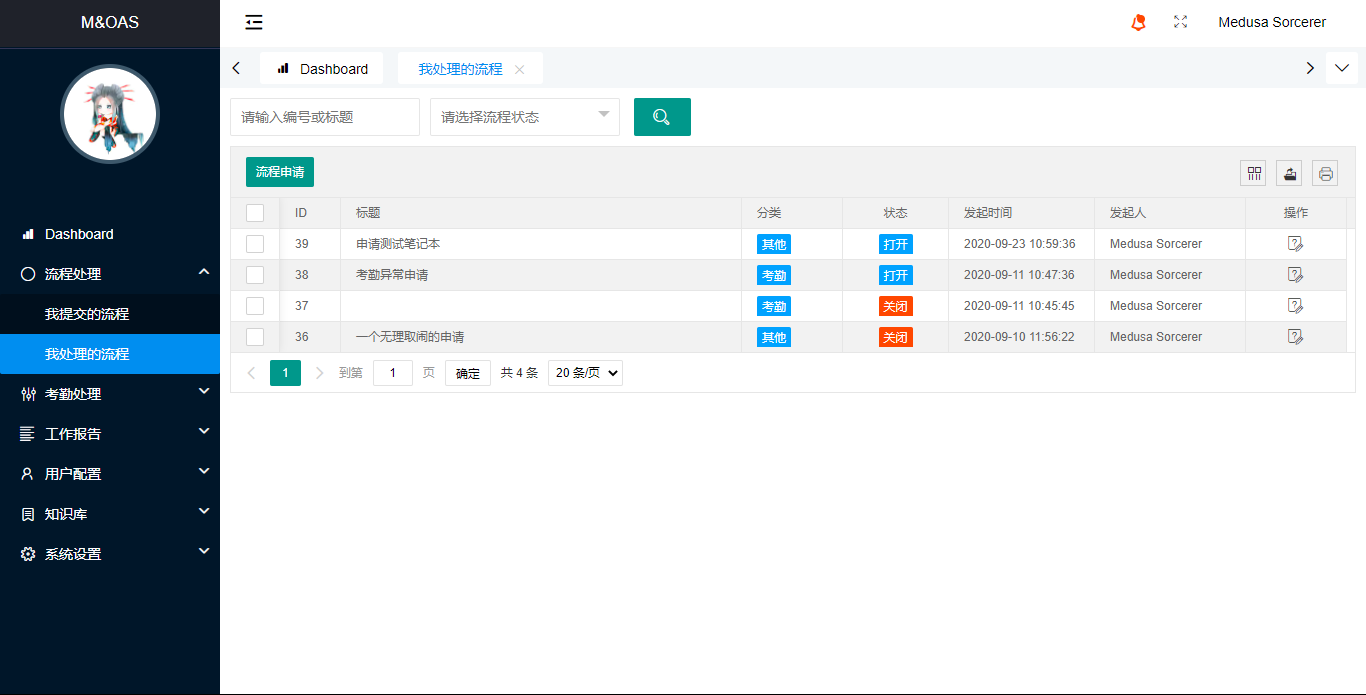 M&OAS
Medusa Sorcerer
Dashboard
我处理的流程
请输入编号或标题
请选择流程状态
Dashboard
流程处理
我提交的流程
我处理的流程
考勤处理
工作报告
用户配置
知识库
系统设置
流程申请
ID 标题 分类 状态 发起时间 发起人 操作
39 申请测试笔记本 其他 打开 2020-09-23 10:59:36 Medusa Sorcerer
38 考勤异常申请 考勤 打开 2020-09-11 10:47:36 Medusa Sorcerer
37 考勤 关闭 2020-09-11 10:45:45 Medusa Sorcerer
36 一个无理取闹的申请 其他 关闭 2020-09-10 11:56:22 Medusa Sorcerer
1 到第 1 页 确定 共 4 条 20 条/页